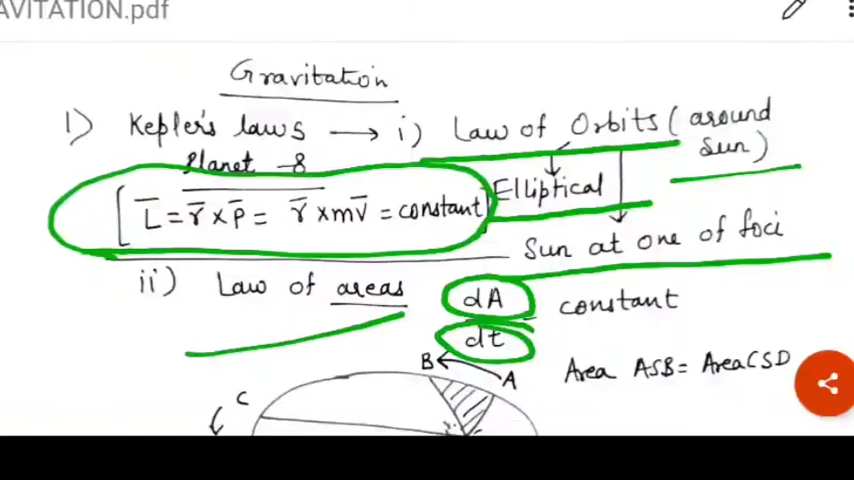 AVITATION.pdf
Gravitation
1) Kepler's laws → i) Law of Orbits (around Sun)
Planet - 8
Elliptical
[L̅ = r̅ × p̅ = r̅ × mv̅ = constant]
Sun at one of foci
ii) Law of areas dA/dt constant
B A
Area ASB = Area CSD
C